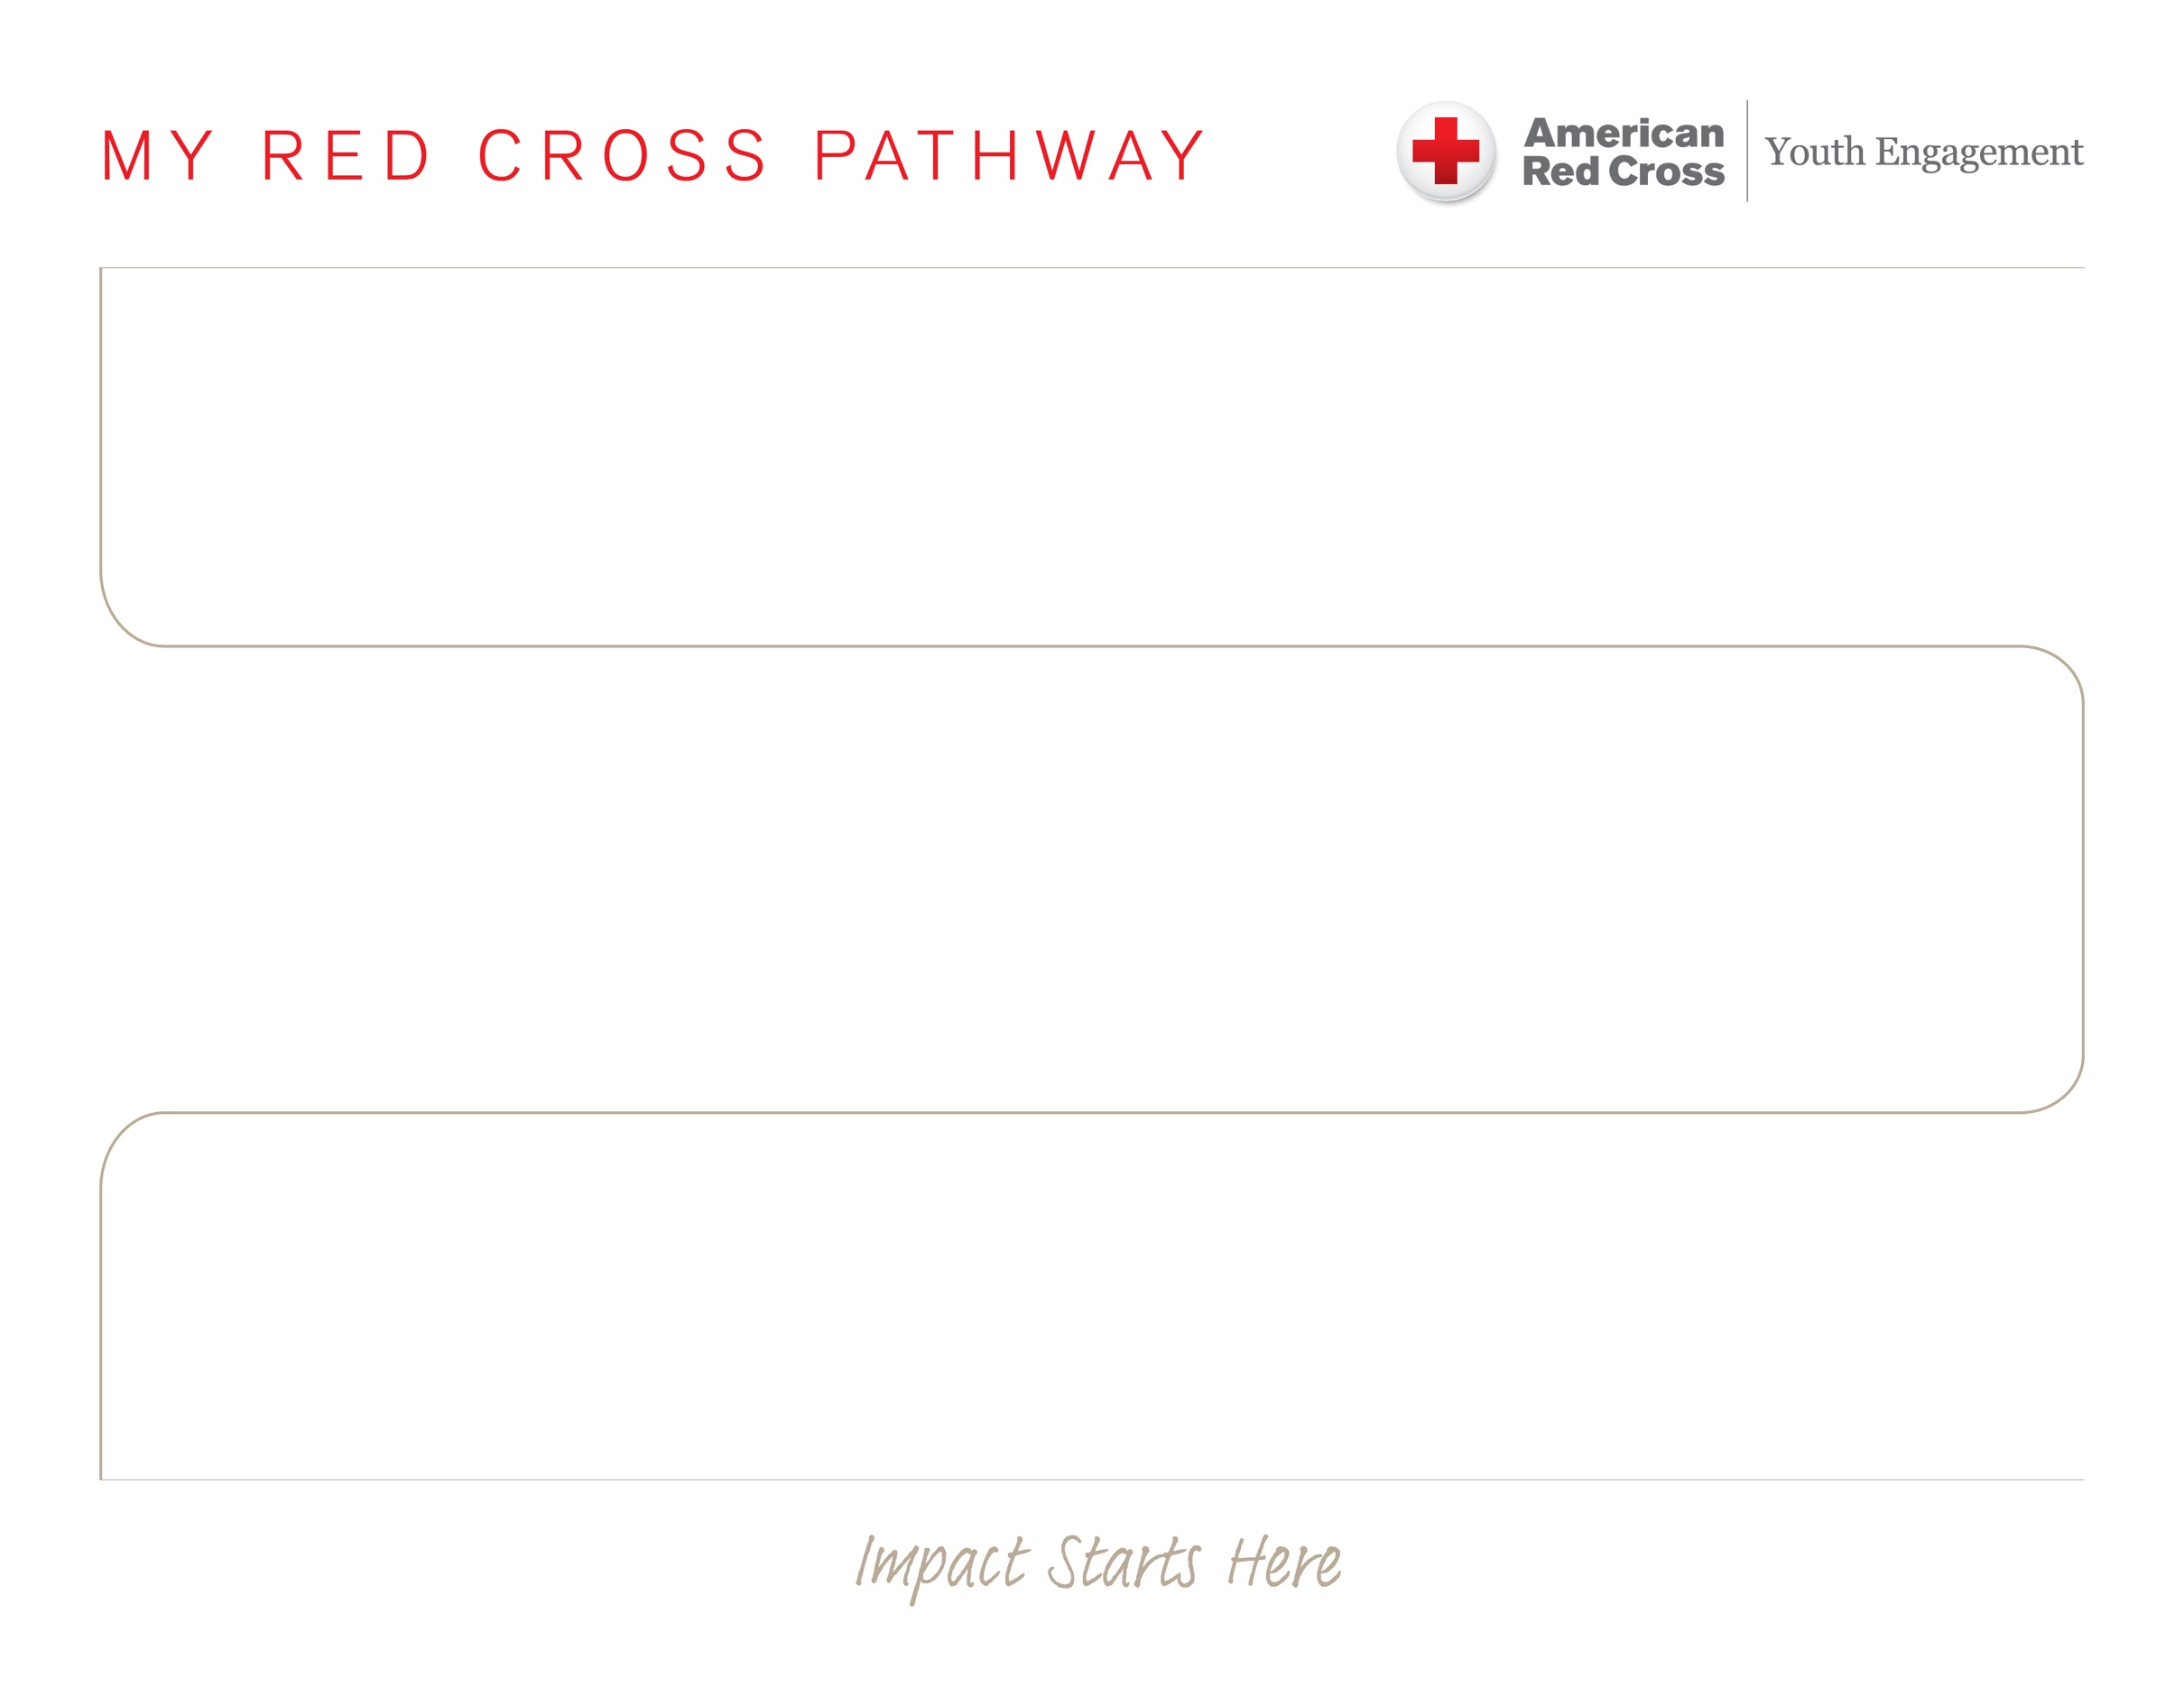 MY RED CROSS PATHWAY
American
Red Cross
Youth Engagement
Impact Starts Here